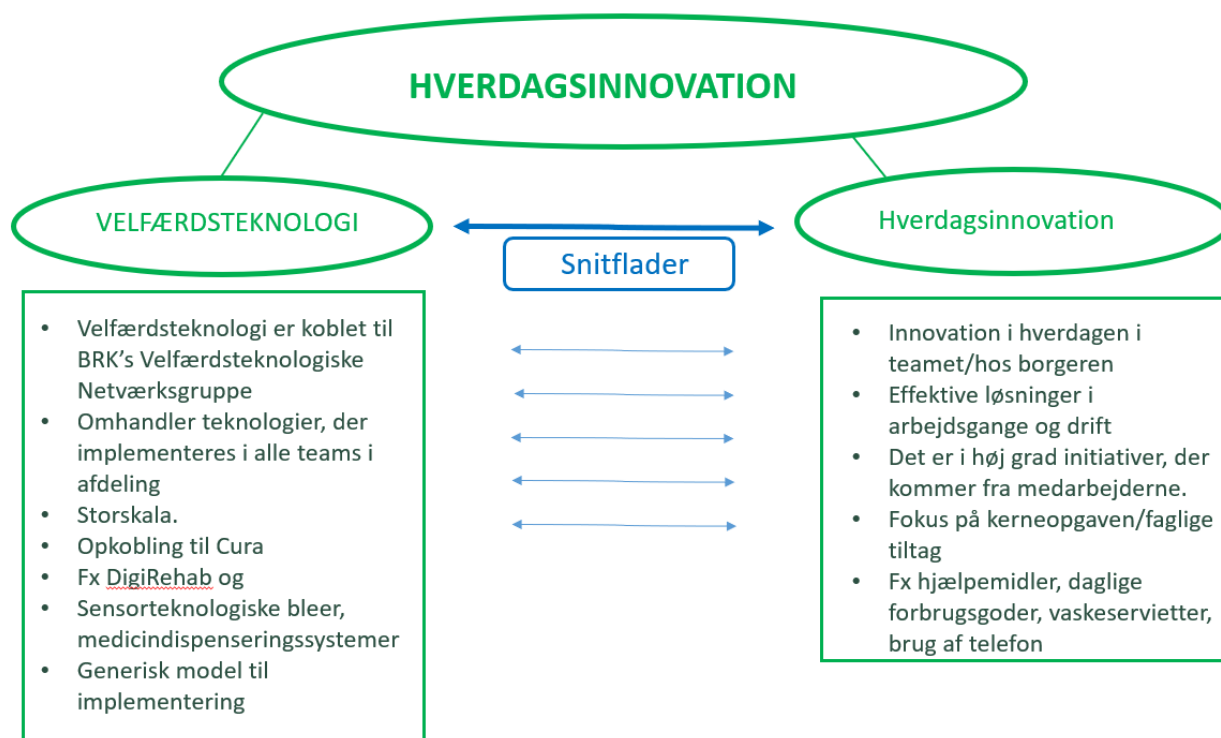 HVERDAGSINNOVATION
VELFÆRDSTEKNOLOGI
Snitflader
Hverdagsinnovation
• Velfærdsteknologi er koblet til
BRK's Velfærdsteknologiske
Netværksgruppe
• Omhandler teknologier, der
implementeres i alle teams i
afdeling
• Storskala.
• Opkobling til Cura
• Fx DigiRehab og
• Sensorteknologiske bleer,
medicindispenseringssystemer
• Generisk model til
implementering
• Innovation i hverdagen i
teamet/hos borgeren
• Effektive løsninger i
arbejdsgange og drift
• Det er i høj grad initiativer, der
kommer fra medarbejderne.
• Fokus på kerneopgaven/faglige
tiltag
• Fx hjælpemidler, daglige
forbrugsgoder, vaskeservietter,
brug af telefon